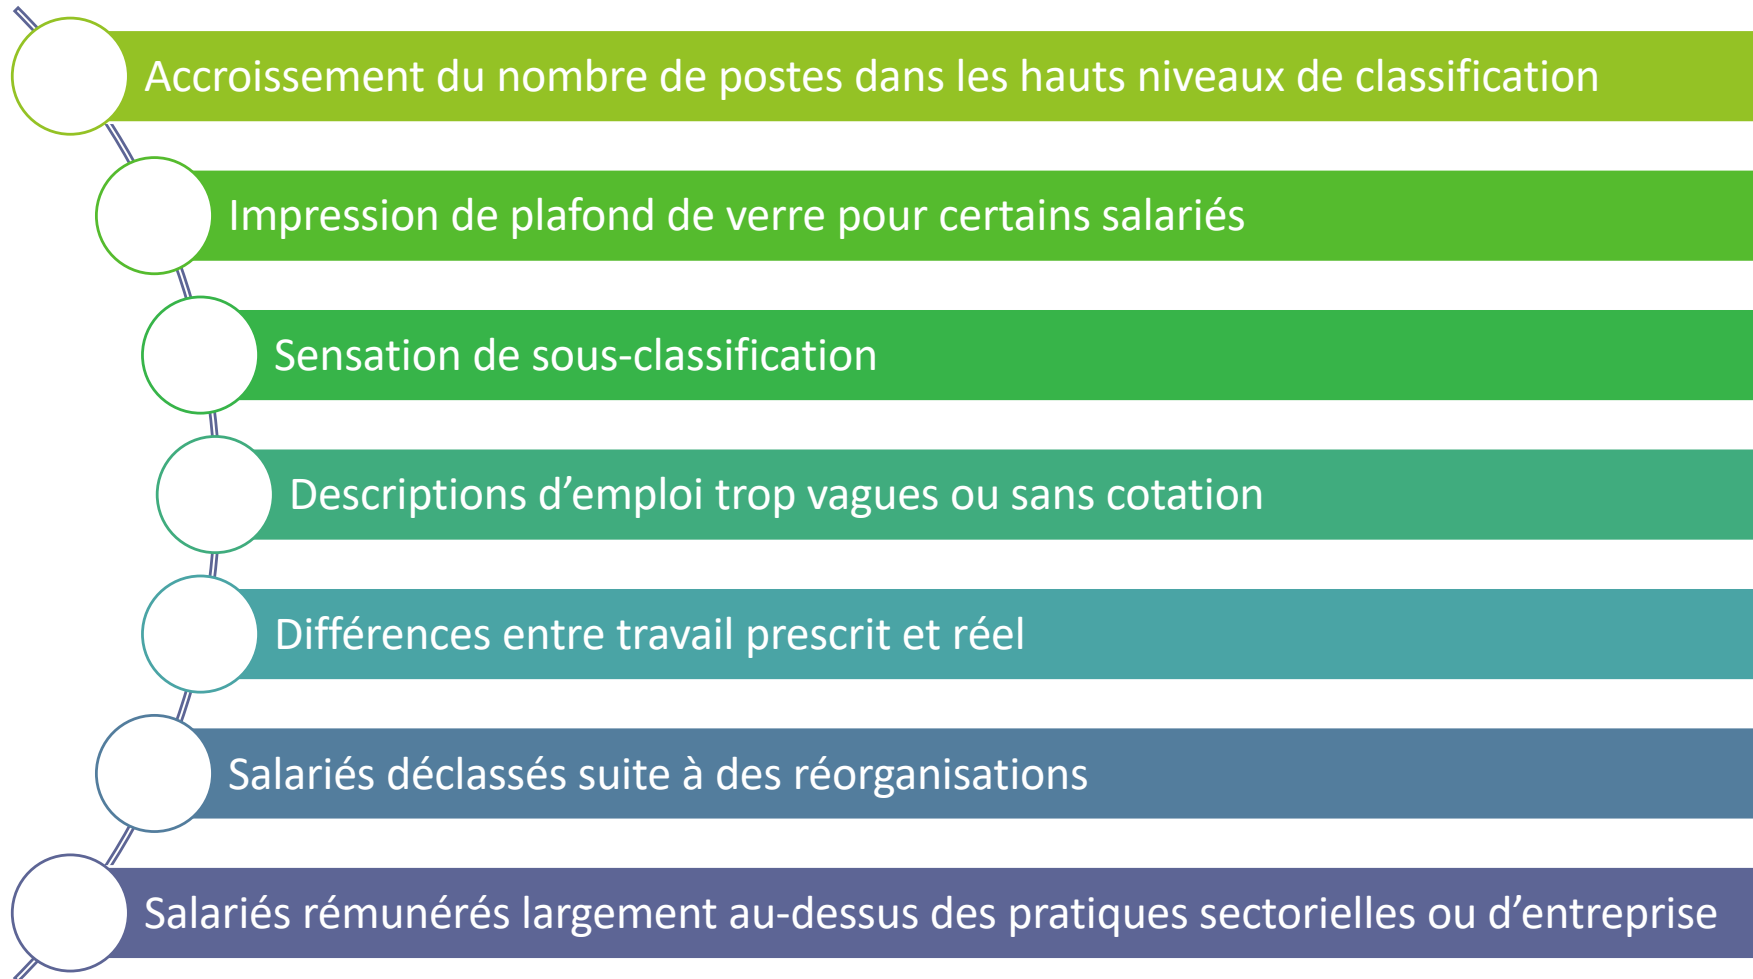 Accroissement du nombre de postes dans les hauts niveaux de classification
Impression de plafond de verre pour certains salariés
Sensation de sous-classification
Descriptions d’emploi trop vagues ou sans cotation
Différences entre travail prescrit et réel
Salariés déclassés suite à des réorganisations
Salariés rémunérés largement au-dessus des pratiques sectorielles ou d’entreprise